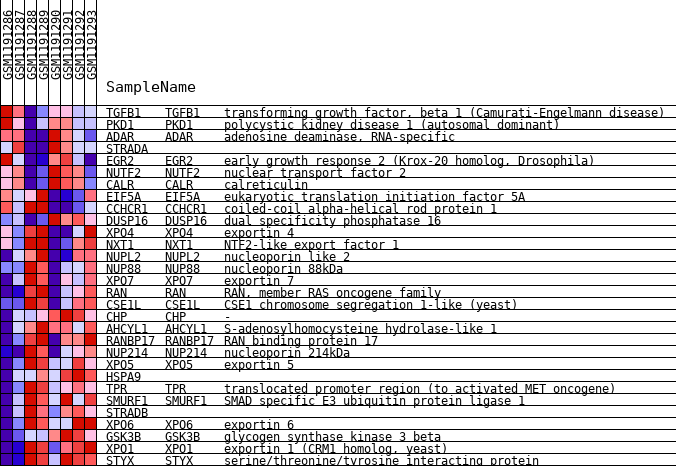 GSM1191286
GSM1191287
GSM1191288
GSM1191289
GSM1191290
GSM1191291
GSM1191292
GSM1191293
SampleName
TGFB1 TGFB1 transforming growth factor, beta 1 (Camurati-Engelmann disease)
PKD1 PKD1 polycystic kidney disease 1 (autosomal dominant)
ADAR ADAR adenosine deaminase, RNA-specific
STRADA
EGR2 EGR2 early growth response 2 (Krox-20 homolog, Drosophila)
NUTF2 NUTF2 nuclear transport factor 2
CALR CALR calreticulin
EIF5A EIF5A eukaryotic translation initiation factor 5A
CCHCR1 CCHCR1 coiled-coil alpha-helical rod protein 1
DUSP16 DUSP16 dual specificity phosphatase 16
XPO4 XPO4 exportin 4
NXT1 NXT1 NTF2-like export factor 1
NUPL2 NUPL2 nucleoporin like 2
NUP88 NUP88 nucleoporin 88kDa
XPO7 XPO7 exportin 7
RAN RAN RAN, member RAS oncogene family
CSE1L CSE1L CSE1 chromosome segregation 1-like (yeast)
CHP CHP -
AHCYL1 AHCYL1 S-adenosylhomocysteine hydrolase-like 1
RANBP17 RANBP17 RAN binding protein 17
NUP214 NUP214 nucleoporin 214kDa
XPO5 XPO5 exportin 5
HSPA9
TPR TPR translocated promoter region (to activated MET oncogene)
SMURF1 SMURF1 SMAD specific E3 ubiquitin protein ligase 1
STRADB
XPO6 XPO6 exportin 6
GSK3B GSK3B glycogen synthase kinase 3 beta
XPO1 XPO1 exportin 1 (CRM1 homolog, yeast)
STYX STYX serine/threonine/tyrosine interacting protein